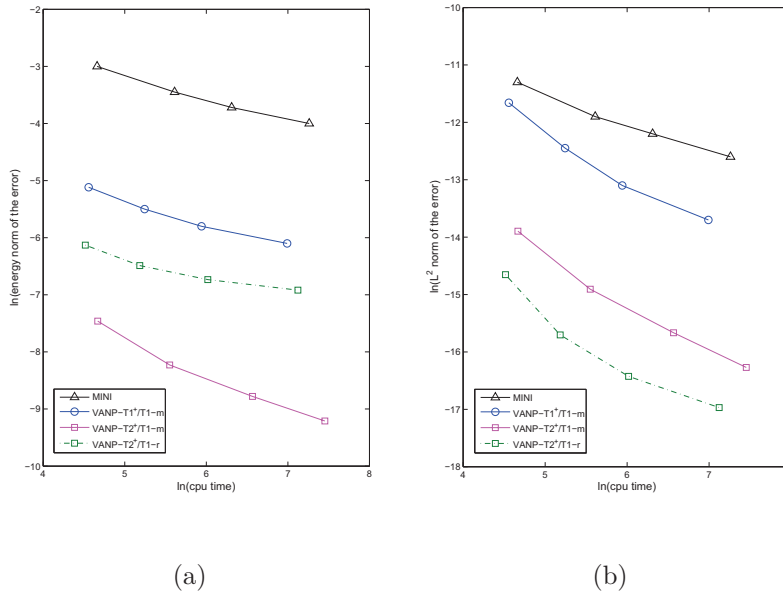 −2
−3
−4
−5
−6
−7
−8
−9
−10
4
5
6
7
8
ln(cpu time)
ln(energy norm of the error)
MINI
VANP−T1⁺/T1−m
VANP−T2⁺/T1−m
VANP−T2⁺/T1−r
(a)
−10
−11
−12
−13
−14
−15
−16
−17
−18
4
5
6
7
ln(cpu time)
ln(L² norm of the error)
MINI
VANP−T1⁺/T1−m
VANP−T2⁺/T1−m
VANP−T2⁺/T1−r
(b)